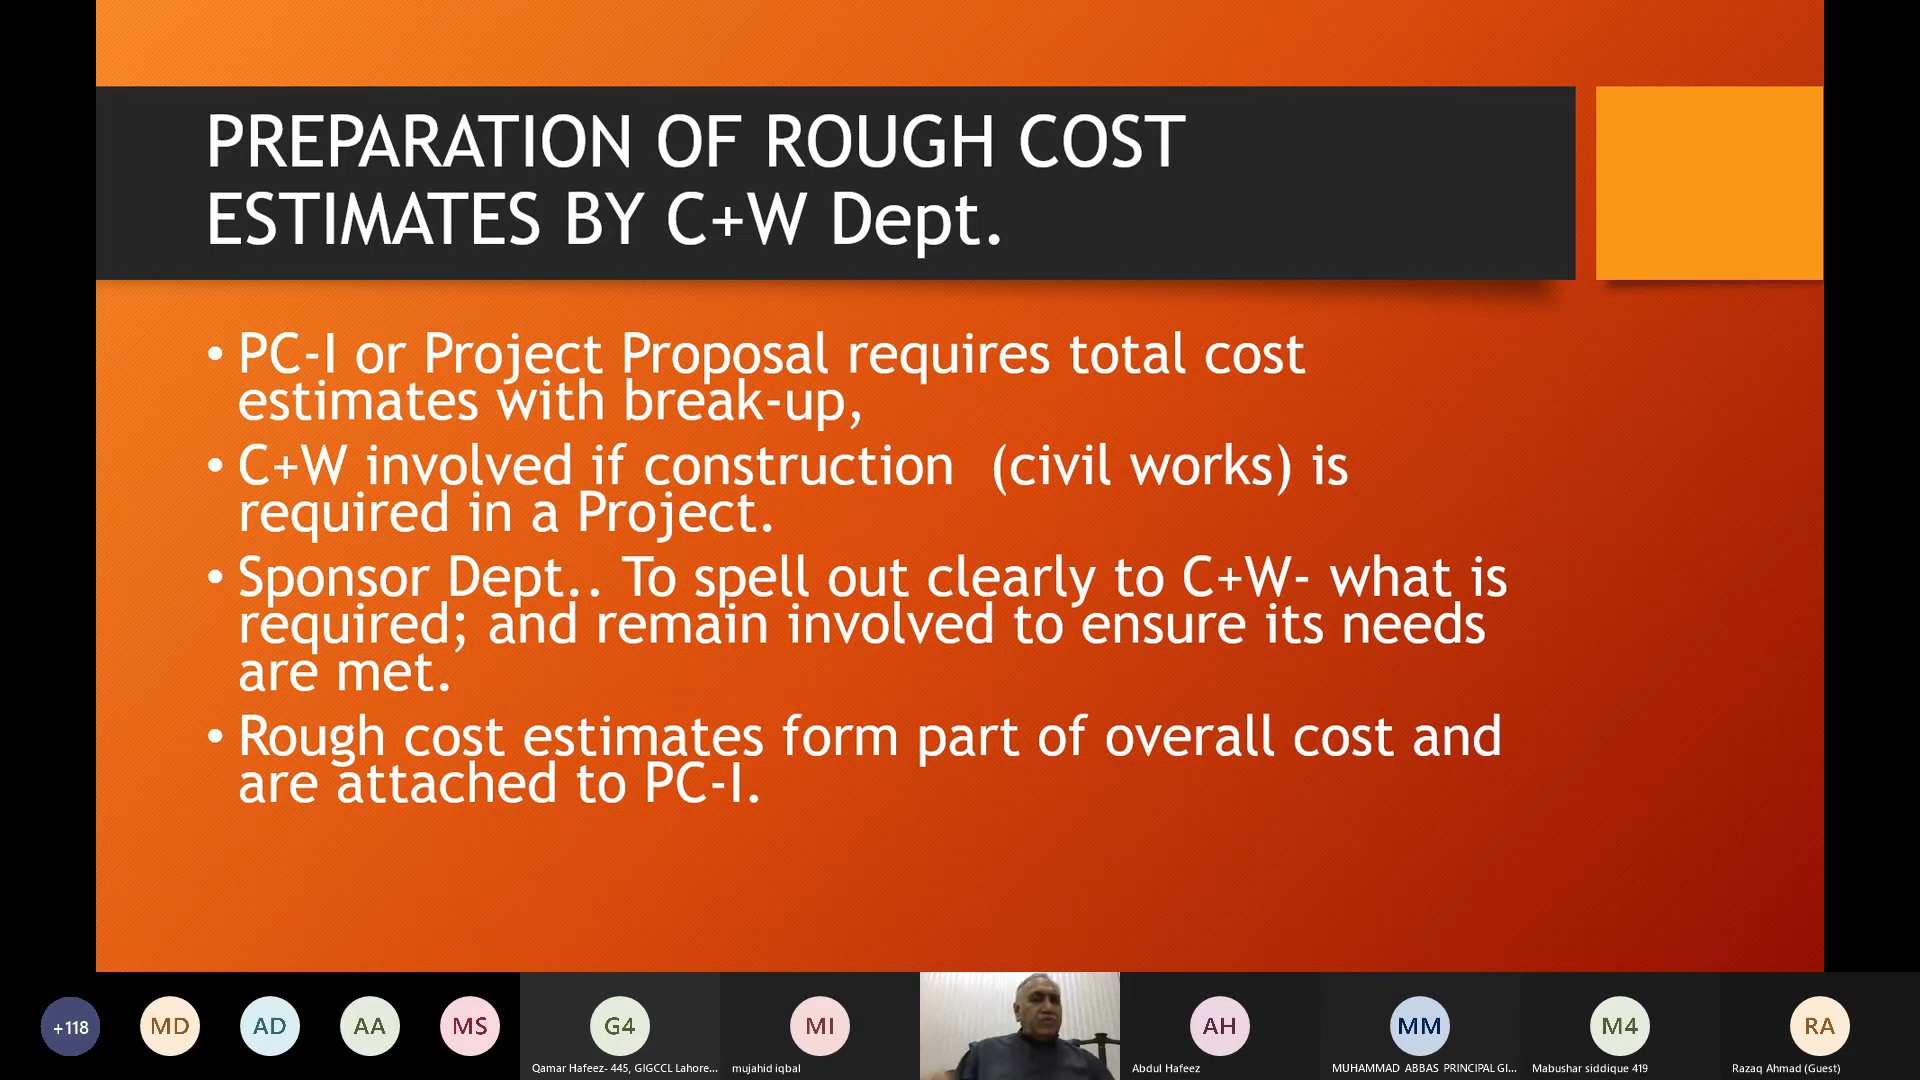 PREPARATION OF ROUGH COST
ESTIMATES BY C+W Dept.
• PC-I or Project Proposal requires total cost
estimates with break-up,
• C+W involved if construction  (civil works) is
required in a Project.
• Sponsor Dept.. To spell out clearly to C+W- what is
required; and remain involved to ensure its needs
are met.
• Rough cost estimates form part of overall cost and
are attached to PC-I.
+118
MD
AD
AA
MS
G4
MI
AH
MM
M4
RA
Qamar Hafeez- 445, GIGCCL Lahore...
mujahid iqbal
Abdul Hafeez
MUHAMMAD ABBAS PRINCIPAL GI...
Mabushar siddique 419
Razaq Ahmad (Guest)